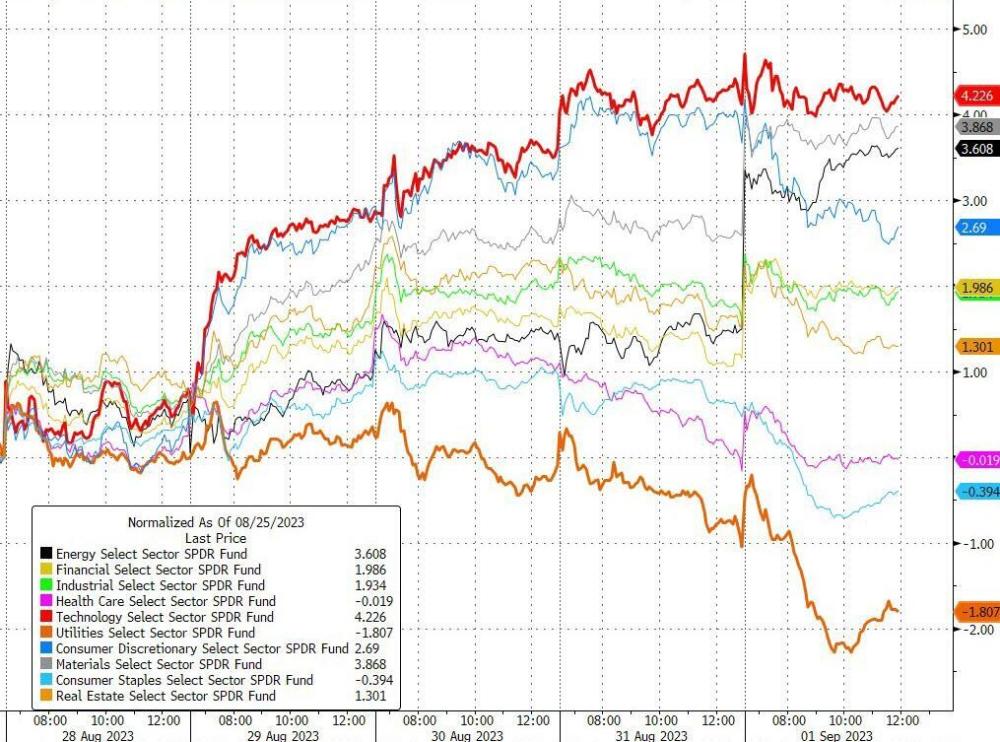 5.00
4.226
4.00
3.868
3.608
3.00
2.69
1.986
1.301
1.00
-0.019
-0.394
-1.00
-1.807
-2.00
Normalized As Of 08/25/2023
Last Price
Energy Select Sector SPDR Fund 3.608
Financial Select Sector SPDR Fund 1.986
Industrial Select Sector SPDR Fund 1.934
Health Care Select Sector SPDR Fund -0.019
Technology Select Sector SPDR Fund 4.226
Utilities Select Sector SPDR Fund -1.807
Consumer Discretionary Select Sector SPDR Fund 2.69
Materials Select Sector SPDR Fund 3.868
Consumer Staples Select Sector SPDR Fund -0.394
Real Estate Select Sector SPDR Fund 1.301
08:00 10:00 12:00 08:00 10:00 12:00 08:00 10:00 12:00 08:00 10:00 12:00 08:00 10:00 12:00
28 Aug 2023 29 Aug 2023 30 Aug 2023 31 Aug 2023 01 Sep 2023